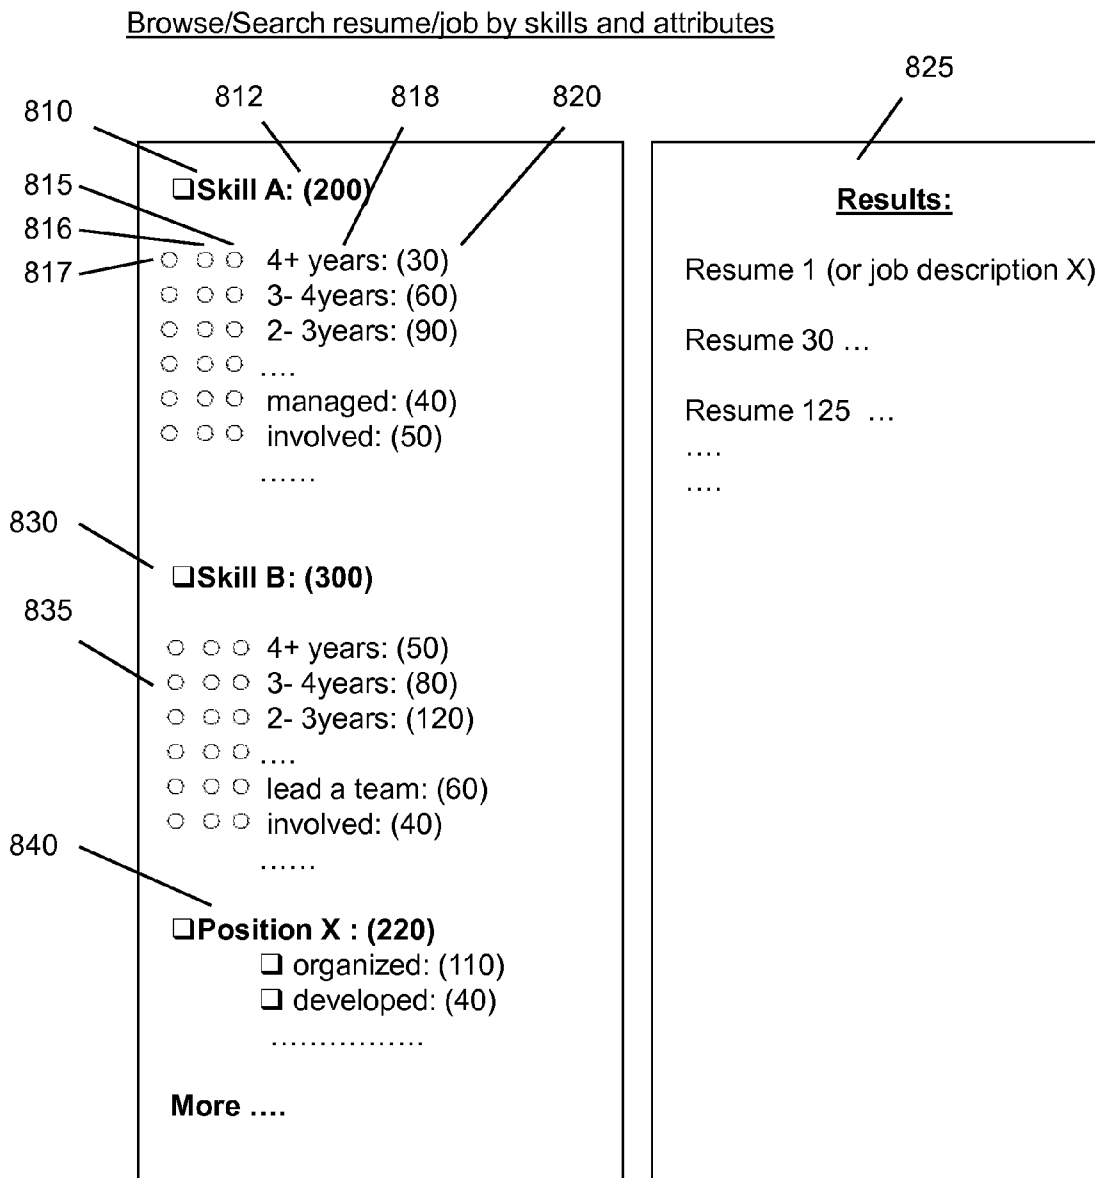 Browse/Search resume/job by skills and attributes
825
810
812
818
820
❑Skill A: (200)
815
816
817
4+ years: (30)
3- 4years: (60)
2- 3years: (90)
....
managed: (40)
involved: (50)
......
830
❑Skill B: (300)
835
4+ years: (50)
3- 4years: (80)
2- 3years: (120)
....
lead a team: (60)
involved: (40)
......
840
❑Position X : (220)
❑ organized: (110)
❑ developed: (40)
................
More ....
Results:
Resume 1 (or job description X)
Resume 30 ...
Resume 125 ...
....
....